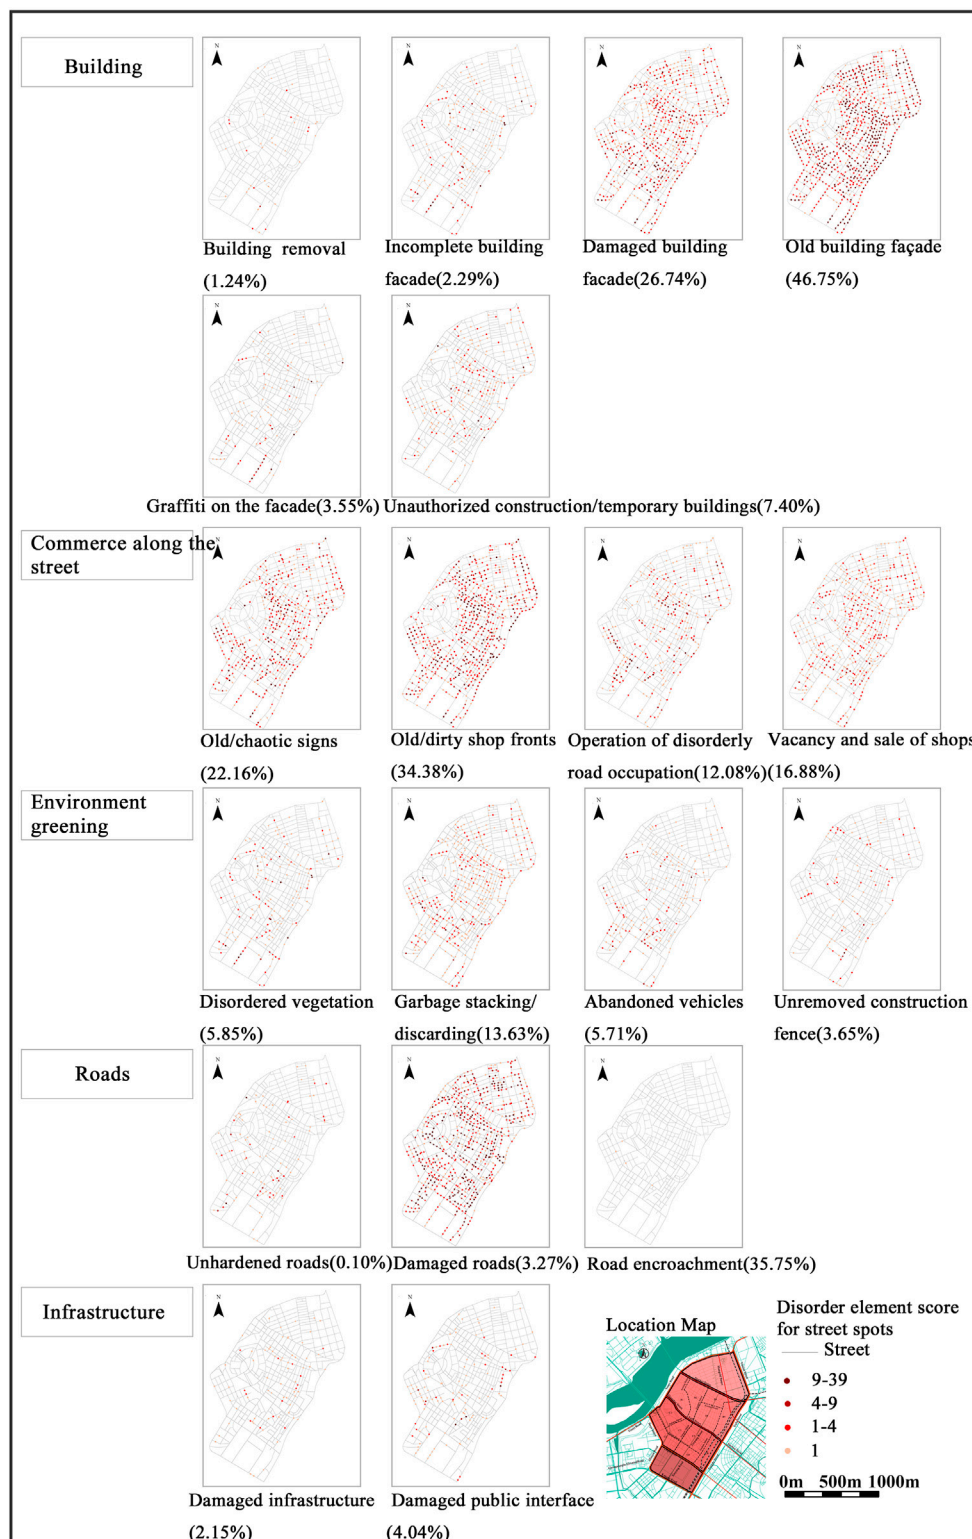 Building
N
N
N
N
Building removal
(1.24%)
Incomplete building
facade(2.29%)
Damaged building
facade(26.74%)
Old building façade
(46.75%)
N
N
Graffiti on the facade(3.55%)
Unauthorized construction/temporary buildings(7.40%)
Commerce along the
street
N
N
N
N
Old/chaotic signs
(22.16%)
Old/dirty shop fronts
(34.38%)
Operation of disorderly
road occupation(12.08%)
Vacancy and sale of shops
(16.88%)
Environment
greening
N
N
N
N
Disordered vegetation
(5.85%)
Garbage stacking/
discarding(13.63%)
Abandoned vehicles
(5.71%)
Unremoved construction
fence(3.65%)
Roads
N
N
N
Unhardened roads(0.10%)
Damaged roads(3.27%)
Road encroachment(35.75%)
Infrastructure
N
N
Damaged infrastructure
(2.15%)
Damaged public interface
(4.04%)
Location Map
Disorder element score
for street spots
Street
9-39
4-9
1-4
1
0m 500m 1000m